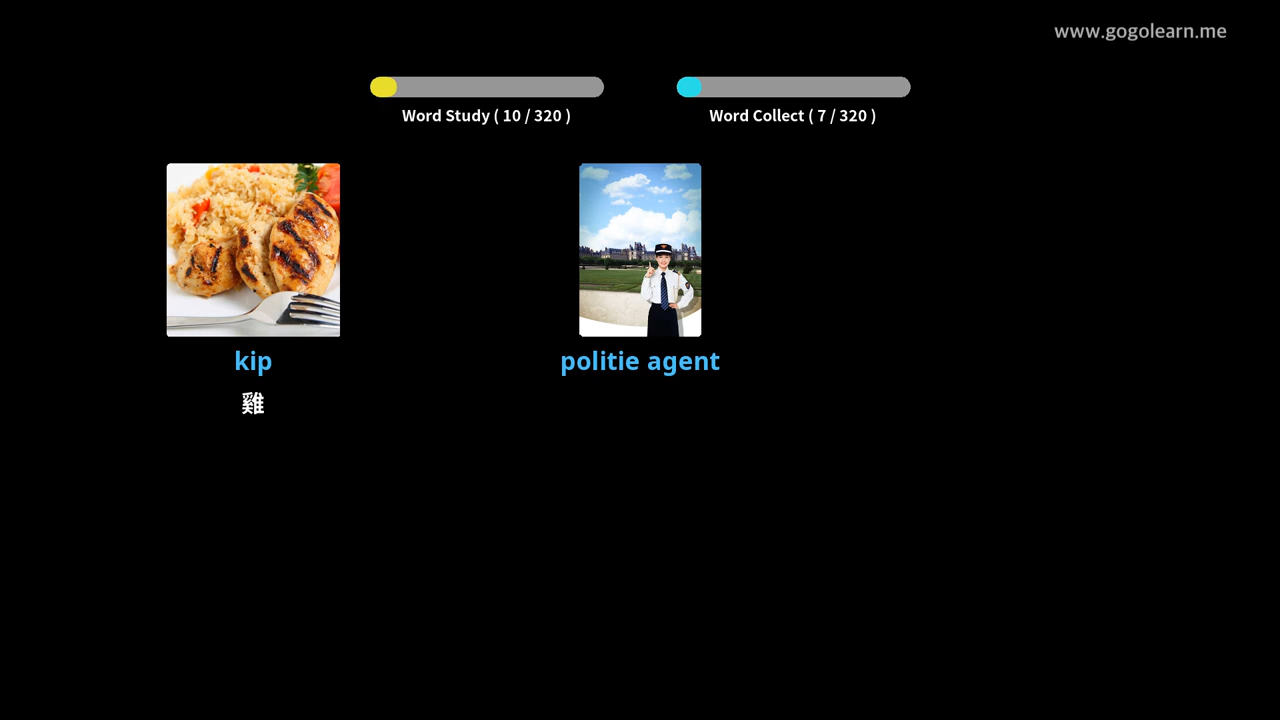 www.gogolearn.me
Word Study ( 10 / 320 )
Word Collect ( 7 / 320 )
kip
politie agent
雞